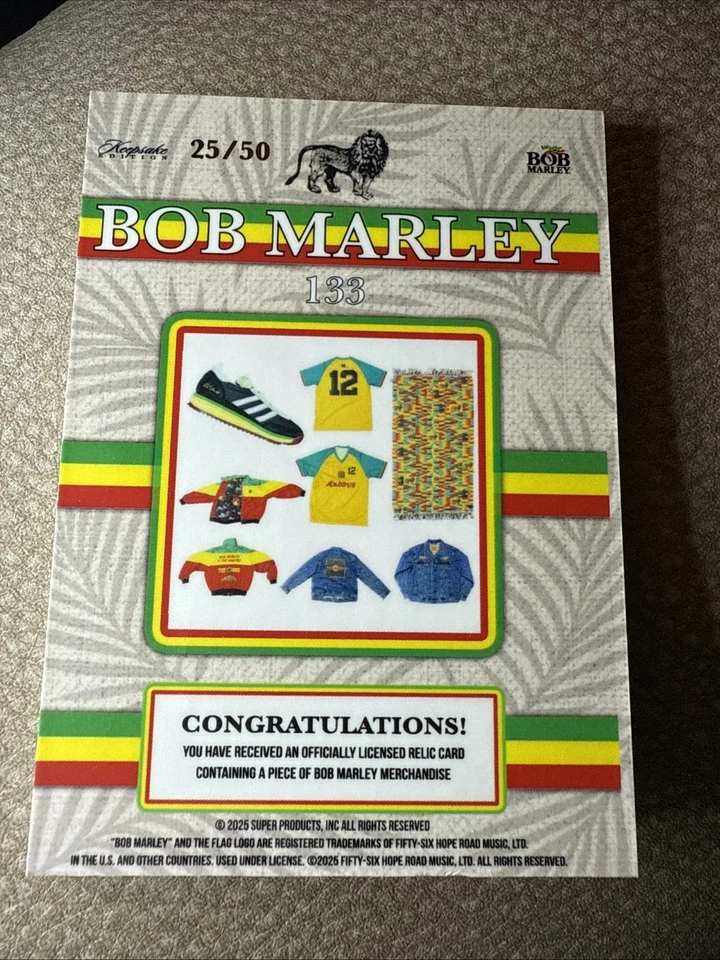 Keepsake
EDITION
25/50
BOB
MARLEY
BOB MARLEY
133
12
12
EXODUS
CONGRATULATIONS!
YOU HAVE RECEIVED AN OFFICIALLY LICENSED RELIC CARD
CONTAINING A PIECE OF BOB MARLEY MERCHANDISE
© 2025 SUPER PRODUCTS, INC ALL RIGHTS RESERVED
"BOB MARLEY" AND THE FLAG LOGO ARE REGISTERED TRADEMARKS OF FIFTY-SIX HOPE ROAD MUSIC, LTD.
IN THE U.S. AND OTHER COUNTRIES. USED UNDER LICENSE. ©2025 FIFTY-SIX HOPE ROAD MUSIC, LTD. ALL RIGHTS RESERVED.